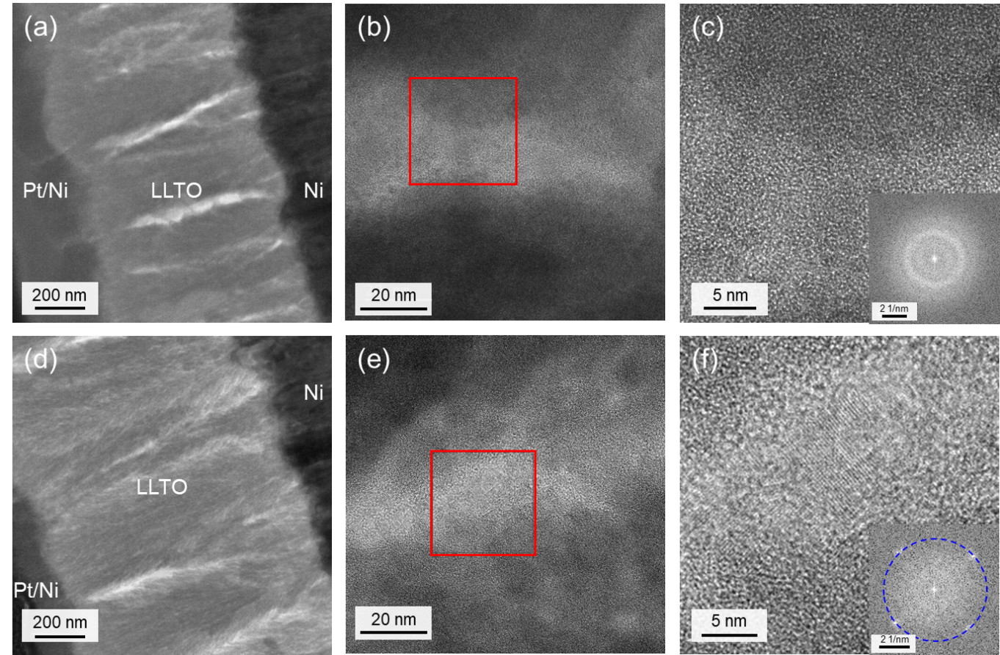 (a)
Pt/Ni
LLTO
Ni
200 nm
(b)
20 nm
(c)
5 nm
2 1/nm
(d)
Ni
LLTO
Pt/Ni
200 nm
(e)
20 nm
(f)
5 nm
2 1/nm